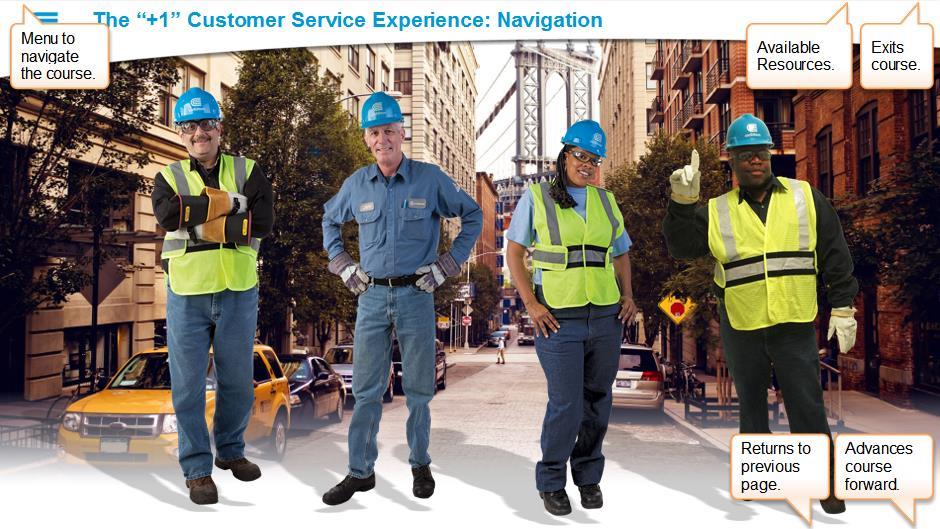 The “+1” Customer Service Experience: Navigation
Menu to
navigate
the course.
Available
Resources.
Exits
course.
Returns to
previous
page.
Advances
course
forward.